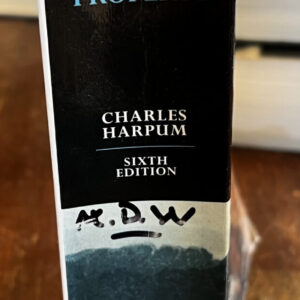 CHARLES
HARPUM
SIXTH
EDITION
M.D.W